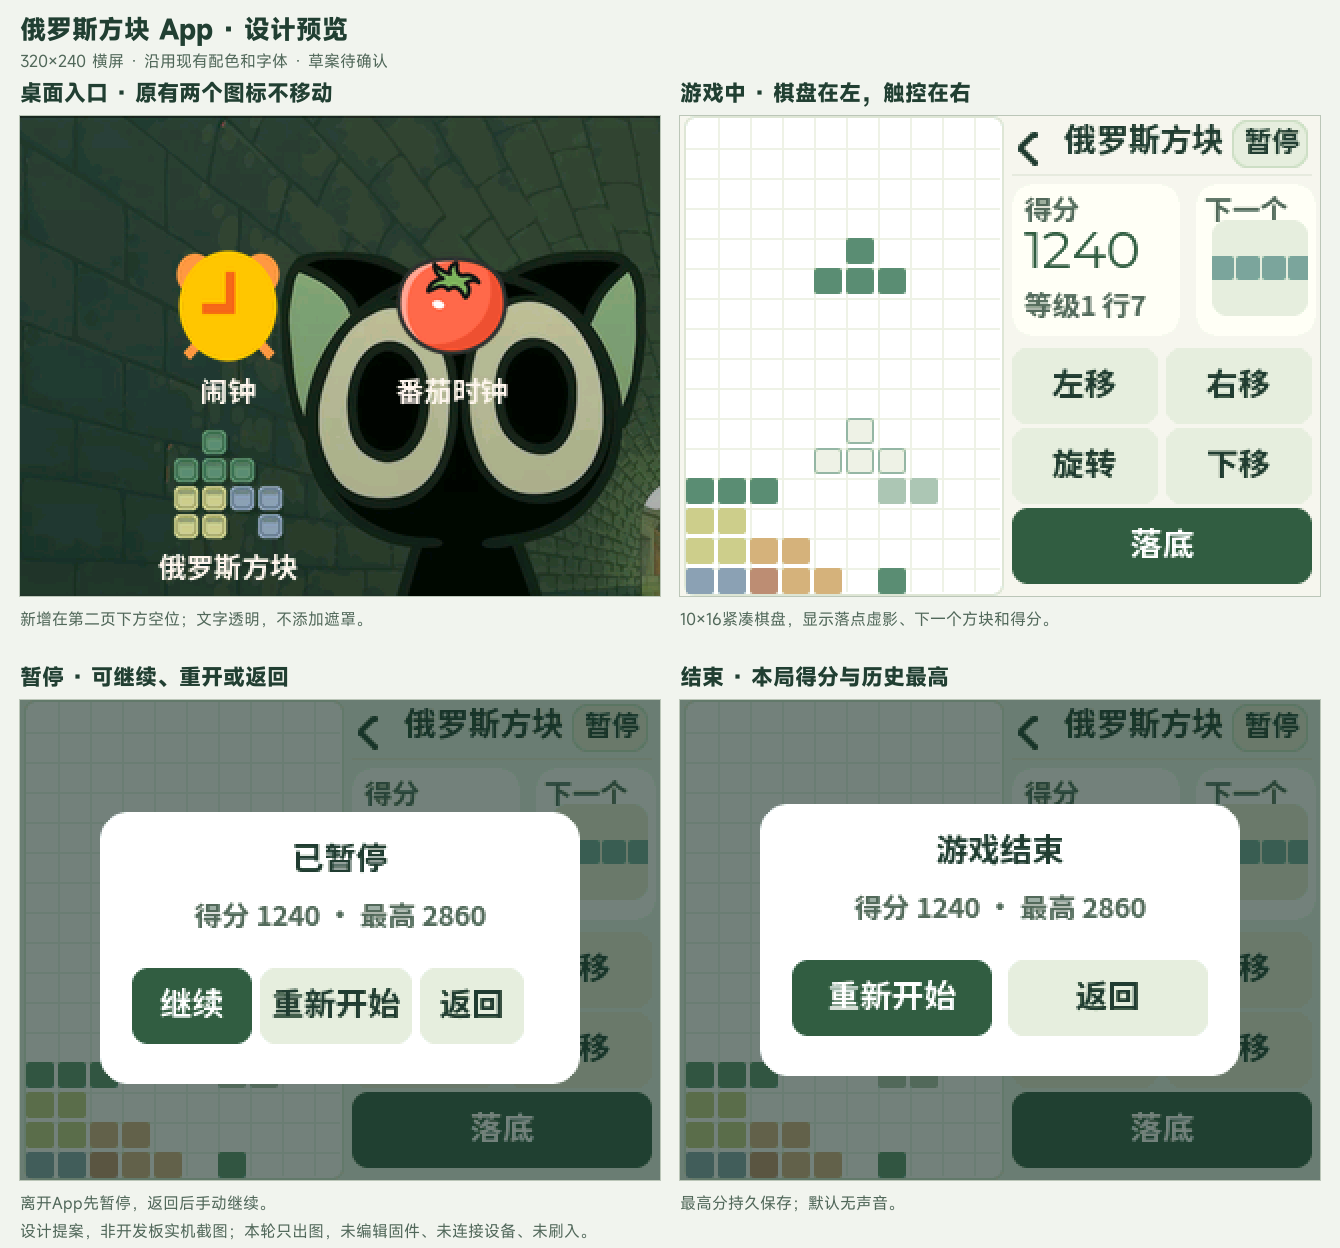 俄罗斯方块 App · 设计预览
320×240 横屏 · 沿用现有配色和字体 · 草案待确认
桌面入口 · 原有两个图标不移动
闹钟
番茄时钟
俄罗斯方块
新增在第二页下方空位；文字透明，不添加遮罩。
游戏中 · 棋盘在左，触控在右
俄罗斯方块
暂停
得分
1240
等级1 行7
下一个
左移
右移
旋转
下移
落底
10×16紧凑棋盘，显示落点虚影、下一个方块和得分。
暂停 · 可继续、重开或返回
俄罗斯方块
暂停
得分
下一个
已暂停
得分 1240 · 最高 2860
继续
重新开始
返回
移
移
落底
离开App先暂停，返回后手动继续。
设计提案，非开发板实机截图；本轮只出图，未编辑固件、未连接设备、未刷入。
结束 · 本局得分与历史最高
俄罗斯方块
暂停
得分
下一个
游戏结束
得分 1240 · 最高 2860
重新开始
返回
移
移
落底
最高分持久保存；默认无声音。